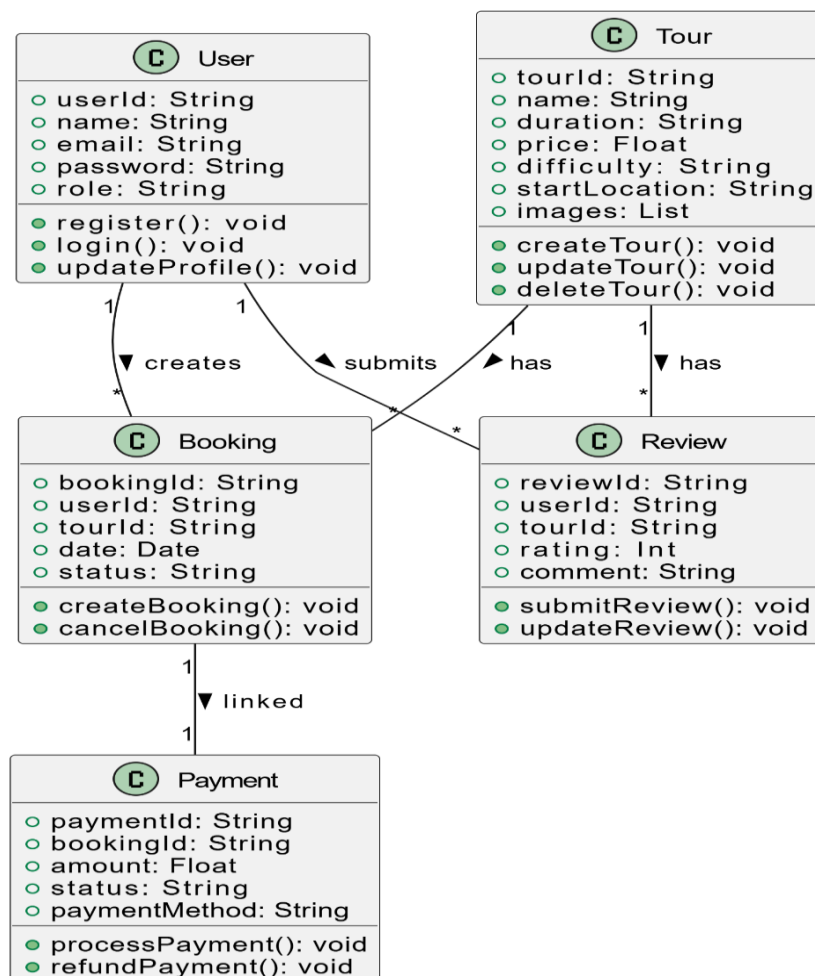 C User
userId: String
name: String
email: String
password: String
role: String
register(): void
login(): void
updateProfile(): void
C Tour
tourId: String
name: String
duration: String
price: Float
difficulty: String
startLocation: String
images: List
createTour(): void
updateTour(): void
deleteTour(): void
1
1
1
1
creates
submits
has
has
*
*
*
*
C Booking
bookingId: String
userId: String
tourId: String
date: Date
status: String
createBooking(): void
cancelBooking(): void
C Review
reviewId: String
userId: String
tourId: String
rating: Int
comment: String
submitReview(): void
updateReview(): void
1
linked
1
C Payment
paymentId: String
bookingId: String
amount: Float
status: String
paymentMethod: String
processPayment(): void
refundPayment(): void